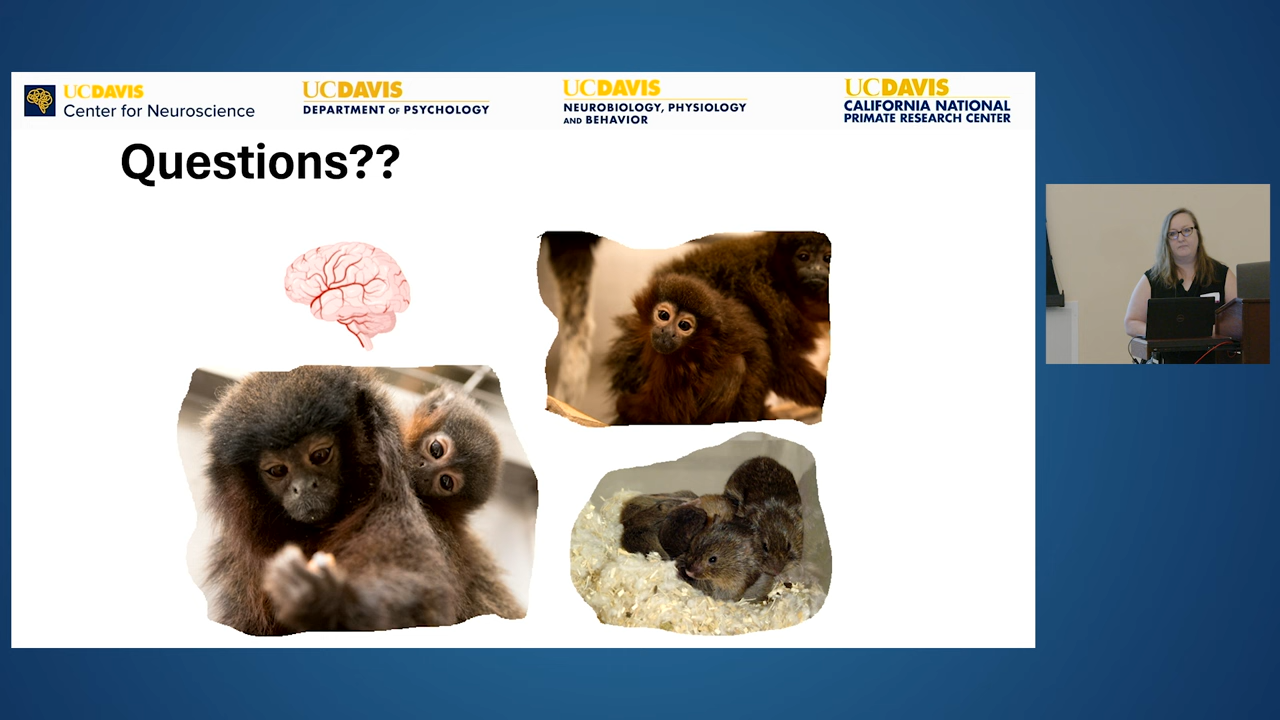 UCDAVIS
Center for Neuroscience
UCDAVIS
DEPARTMENT OF PSYCHOLOGY
UCDAVIS
NEUROBIOLOGY, PHYSIOLOGY
AND BEHAVIOR
UCDAVIS
CALIFORNIA NATIONAL
PRIMATE RESEARCH CENTER
Questions??